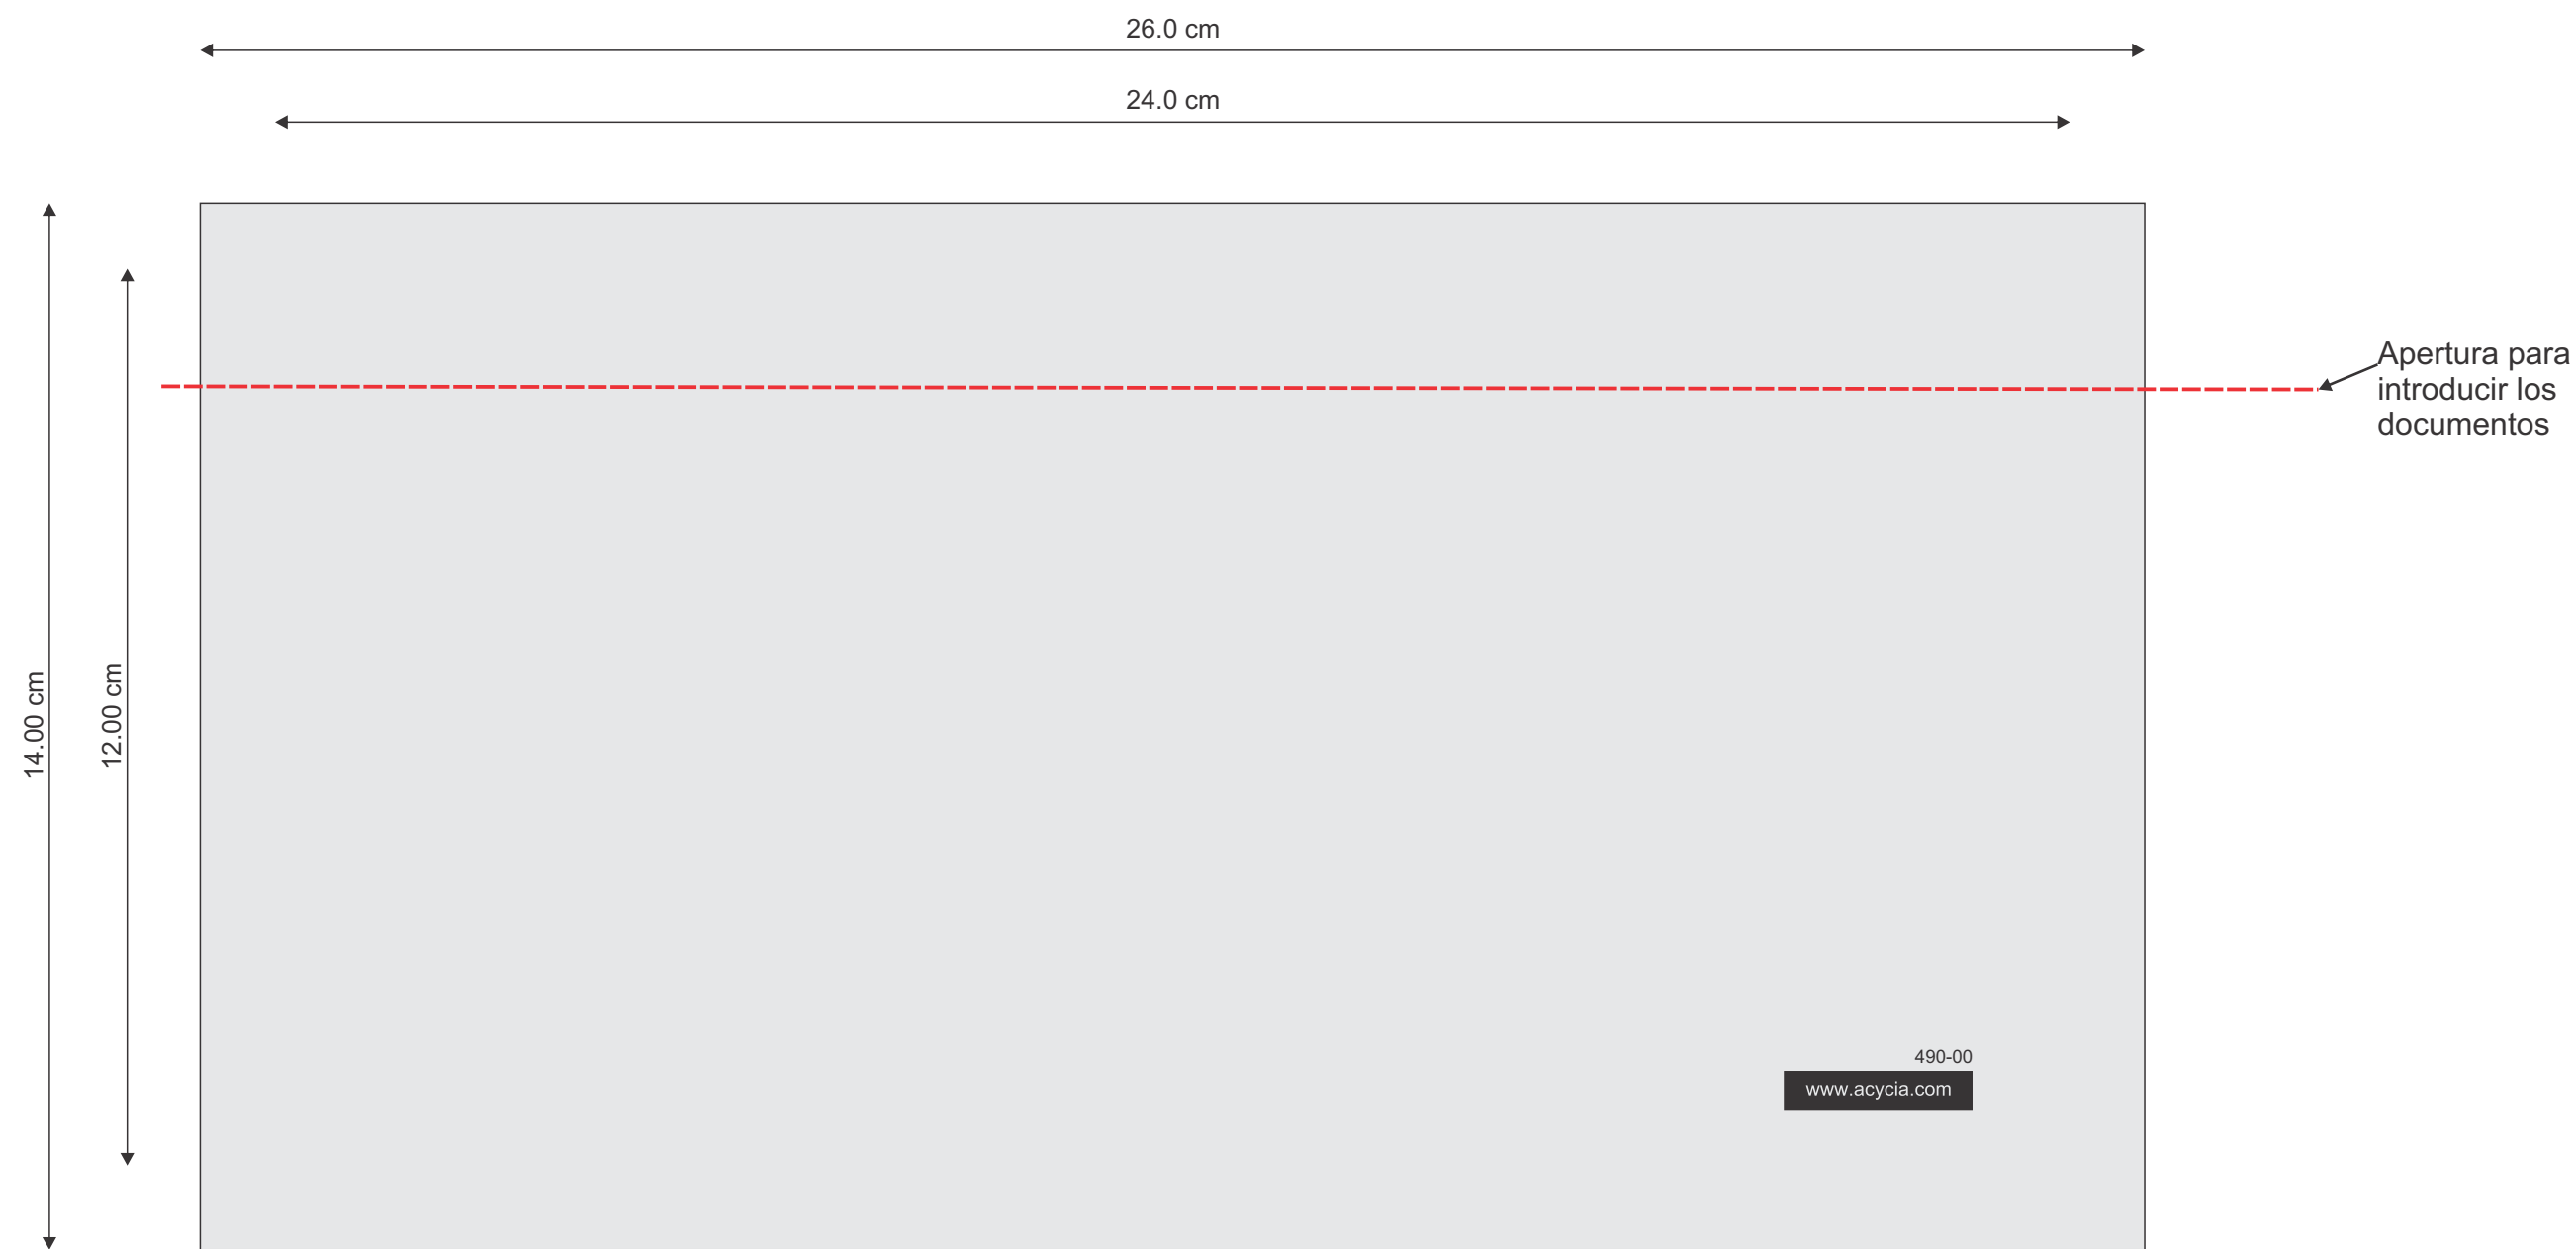 26.0 cm
24.0 cm
Apertura para
introducir los
documentos
14.00 cm
12.00 cm
490-00
www.acycia.com